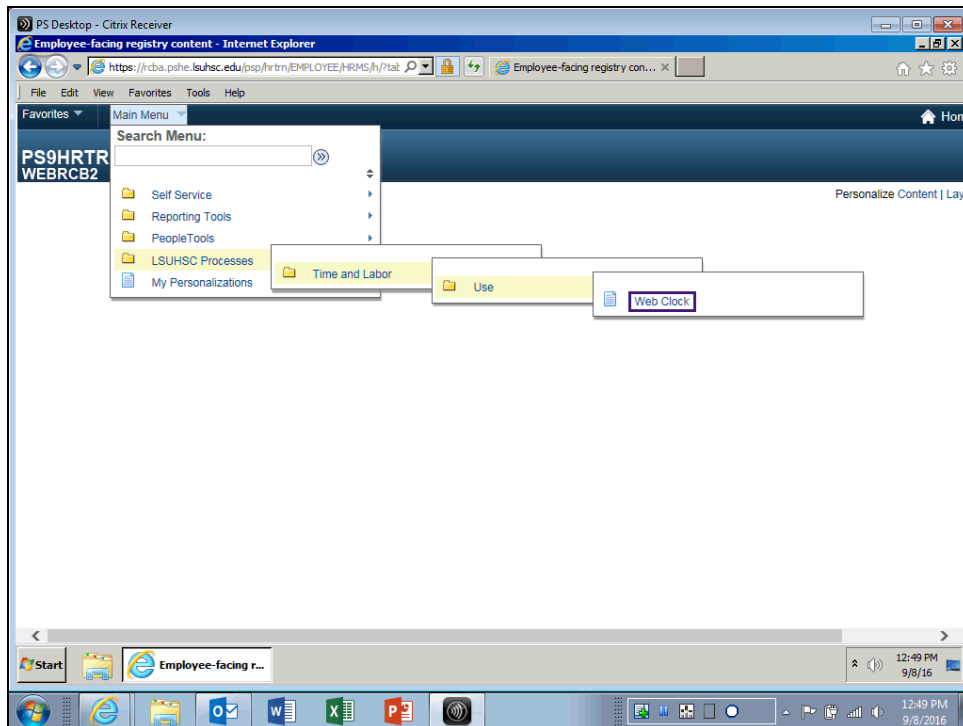 PS Desktop - Citrix Receiver
Employee-facing registry content - Internet Explorer
https://rcba.pshe.lsuhsc.edu/psp/hrtrn/EMPLOYEE/HRMS/h/?tab
Employee-facing registry con...
File Edit View Favorites Tools Help
Favorites Main Menu Hom
Search Menu:
PS9HRTR
WEBRCB2
Personalize Content | Lay
Self Service
Reporting Tools
PeopleTools
LSUHSC Processes
Time and Labor
Use
Web Clock
My Personalizations
Start
Employee-facing r...
12:49 PM
9/8/16
12:49 PM
9/8/2016